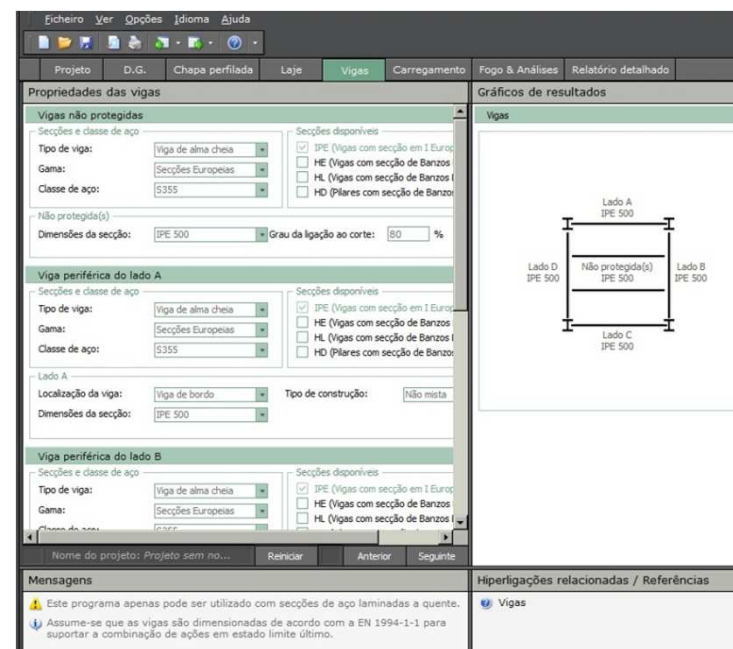 Ficheiro Ver Opções Idioma Ajuda
Projeto D.G. Chapa perfilada Laje Vigas Carregamento Fogo & Análises Relatório detalhado
Propriedades das vigas
Vigas não protegidas
Secções e classe de aço
Tipo de viga: Viga de alma cheia
Gama: Secções Europeias
Classe de aço: S355
Secções disponíveis
IPE (Vigas com secção em I Europ
HE (Vigas com secção de Banzos
HL (Vigas com secção de Banzos
HD (Pilares com secção de Banzo
Não protegida(s)
Dimensões da secção: IPE 500 Grau da ligação ao corte: 80 %
Viga periférica do lado A
Secções e classe de aço
Tipo de viga: Viga de alma cheia
Gama: Secções Europeias
Classe de aço: S355
Secções disponíveis
IPE (Vigas com secção em I Europ
HE (Vigas com secção de Banzos
HL (Vigas com secção de Banzos
HD (Pilares com secção de Banzo
Lado A
Localização da viga: Viga de bordo Tipo de construção: Não mista
Dimensões da secção: IPE 500
Viga periférica do lado B
Secções e classe de aço
Tipo de viga: Viga de alma cheia
Gama: Secções Europeias
Classe de aço: S355
Secções disponíveis
IPE (Vigas com secção em I Europ
HE (Vigas com secção de Banzos
HL (Vigas com secção de Banzos
Nome do projeto: Projeto sem no... Reiniciar Anterior Seguinte
Gráficos de resultados
Vigas
Lado A
IPE 500
Lado D
IPE 500
Não protegida(s)
IPE 500
Lado B
IPE 500
Lado C
IPE 500
Mensagens
Este programa apenas pode ser utilizado com secções de aço laminadas a quente.
Assume-se que as vigas são dimensionadas de acordo com a EN 1994-1-1 para
suportar a combinação de ações em estado limite último.
Hiperligações relacionadas / Referências
Vigas